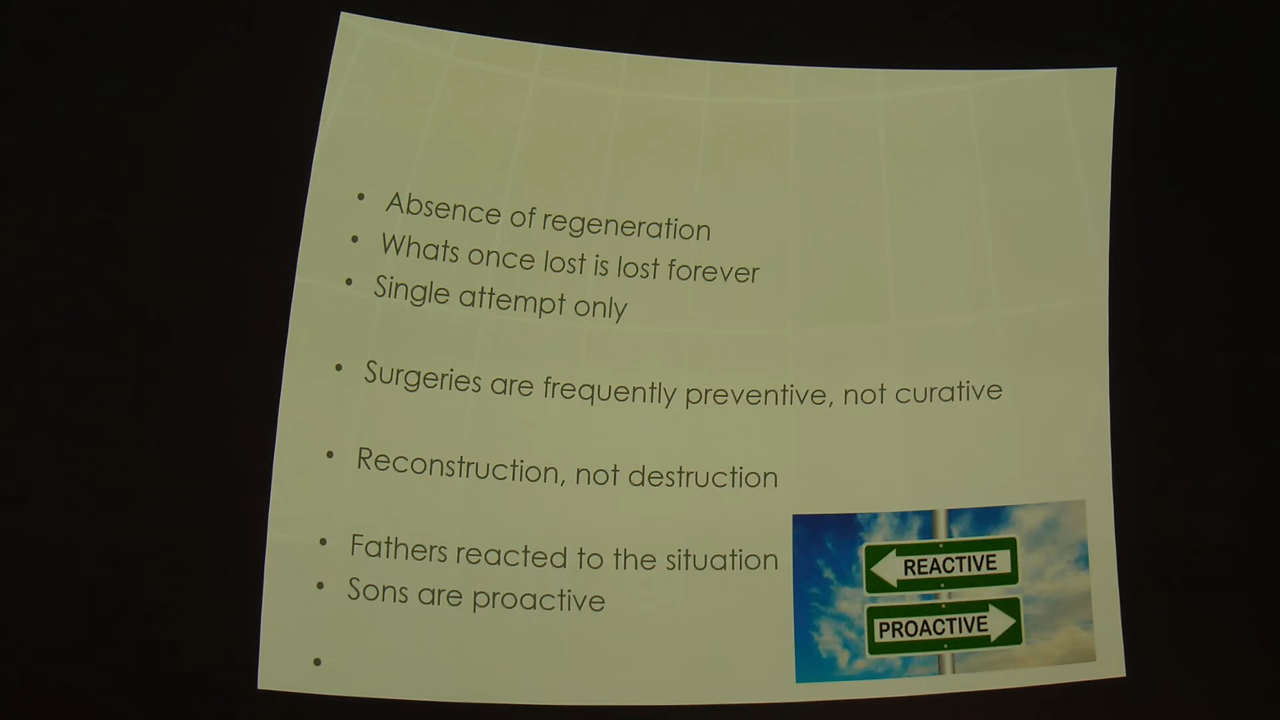 • Absence of regeneration
• Whats once lost is lost forever
• Single attempt only
• Surgeries are frequently preventive, not curative
• Reconstruction, not destruction
• Fathers reacted to the situation
• Sons are proactive
•
REACTIVE
PROACTIVE